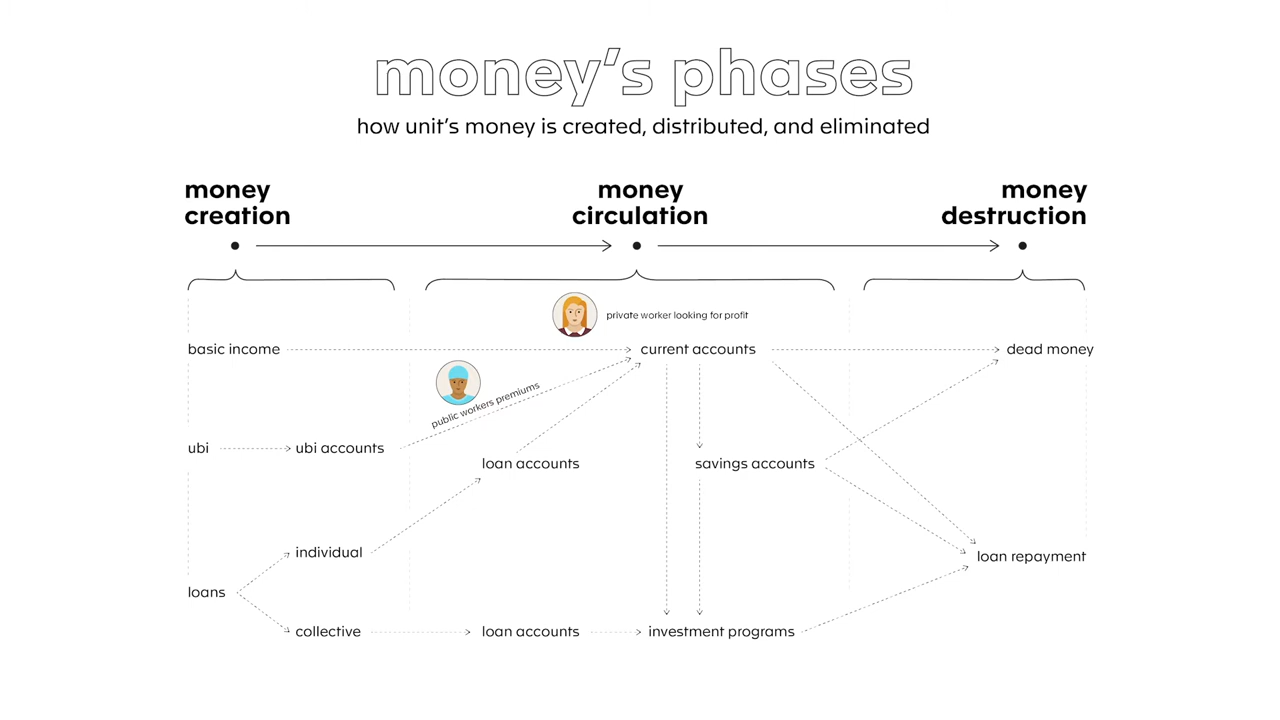 money's phases
how unit's money is created, distributed, and eliminated
money
creation
money
circulation
money
destruction
private worker looking for profit
basic income
current accounts
dead money
public workers premiums
ubi
ubi accounts
loan accounts
savings accounts
individual
loan repayment
loans
collective
loan accounts
investment programs